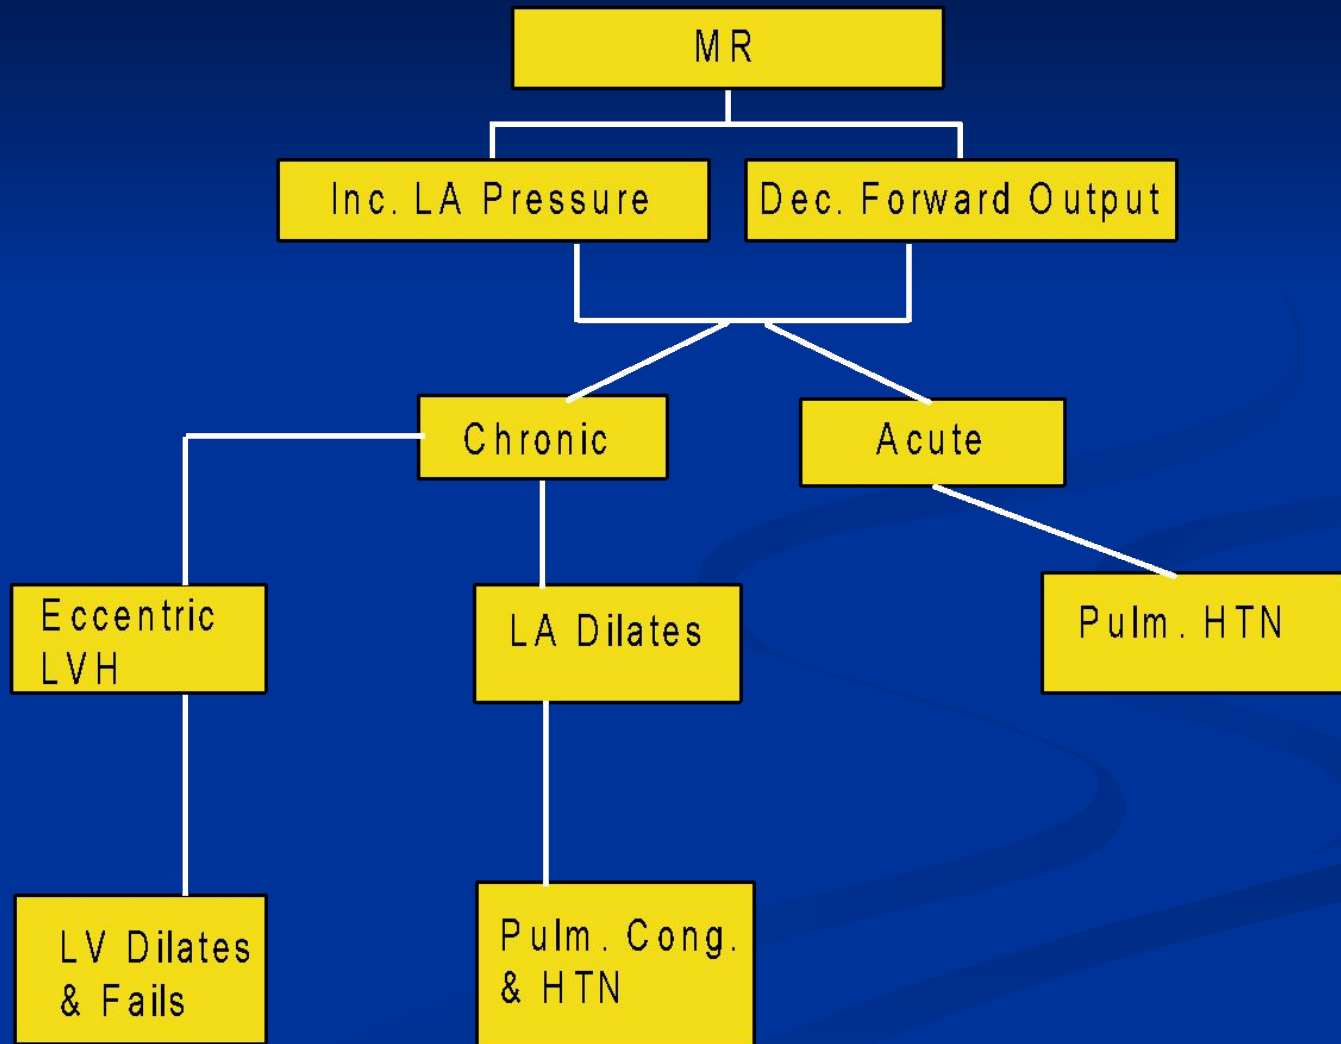 MR
Inc. LA Pressure
Dec. Forward Output
Chronic
Acute
Eccentric
LVH
LA Dilates
Pulm. HTN
LV Dilates
& Fails
Pulm. Cong.
& HTN